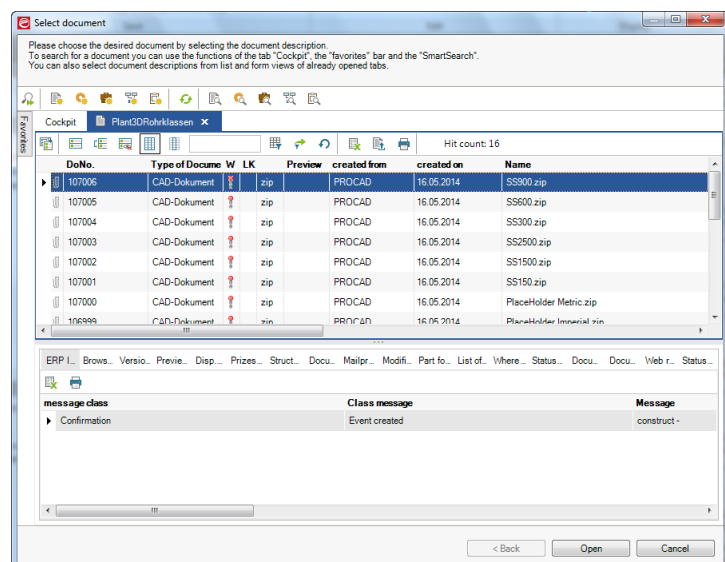 Select document
Please choose the desired document by selecting the document description.
To search for a document you can use the functions of the tab "Cockpit", the "favorites" bar and the "SmartSearch".
You can also select document descriptions from list and form views of already opened tabs.
Favorites
Cockpit Plant3DRohrklassen
Hit count: 16
DoNo. Type of Docume W LK Preview created from created on Name
107006 CAD-Dokument zip PROCAD 16.05.2014 SS900.zip
107005 CAD-Dokument zip PROCAD 16.05.2014 SS600.zip
107004 CAD-Dokument zip PROCAD 16.05.2014 SS300.zip
107003 CAD-Dokument zip PROCAD 16.05.2014 SS2500.zip
107002 CAD-Dokument zip PROCAD 16.05.2014 SS1500.zip
107001 CAD-Dokument zip PROCAD 16.05.2014 SS150.zip
107000 CAD-Dokument zip PROCAD 16.05.2014 PlaceHolder Metric.zip
106999 CAD-Dokument zip PROCAD 16.05.2014 PlaceHolder Imperial.zip
ERP I... Brows... Versio... Previe... Disp.... Prizes... Struct... Docu... Mailpr... Modifi... Part fo... List of... Where... Status... Docu... Docu... Web r... Status...
message class Class message Message
Confirmation Event created construct -
< Back Open Cancel